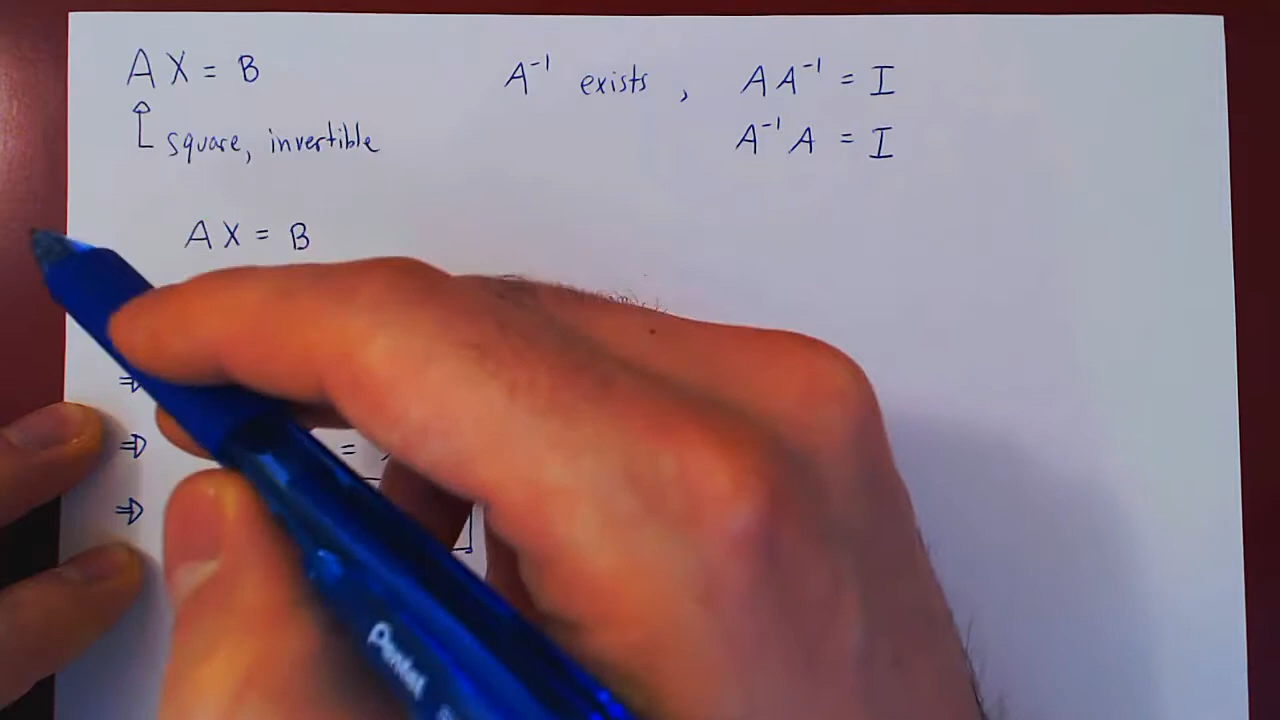 A X = B
A⁻¹ exists , A A⁻¹ = I
square, invertible
A⁻¹ A = I
A X = B
⇒
⇒ =
⇒
Pentel